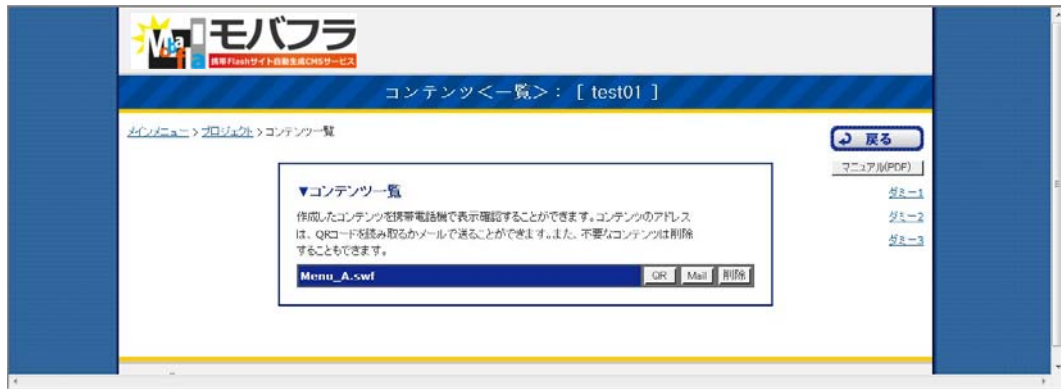 Mobafla
モバフラ
携帯Flashサイト自動生成CMSサービス
コンテンツ<一覧>： [ test01 ]
メインメニュー > プロジェクト > コンテンツ一覧
戻る
マニュアル(PDF)
ダミー1
ダミー2
ダミー3
▼コンテンツ一覧
作成したコンテンツを携帯電話機で表示確認することができます。コンテンツのアドレス
は、QRコードを読み取るかメールで送ることができます。また、不要なコンテンツは削除
することもできます。
Menu_A.swf QR Mail 削除